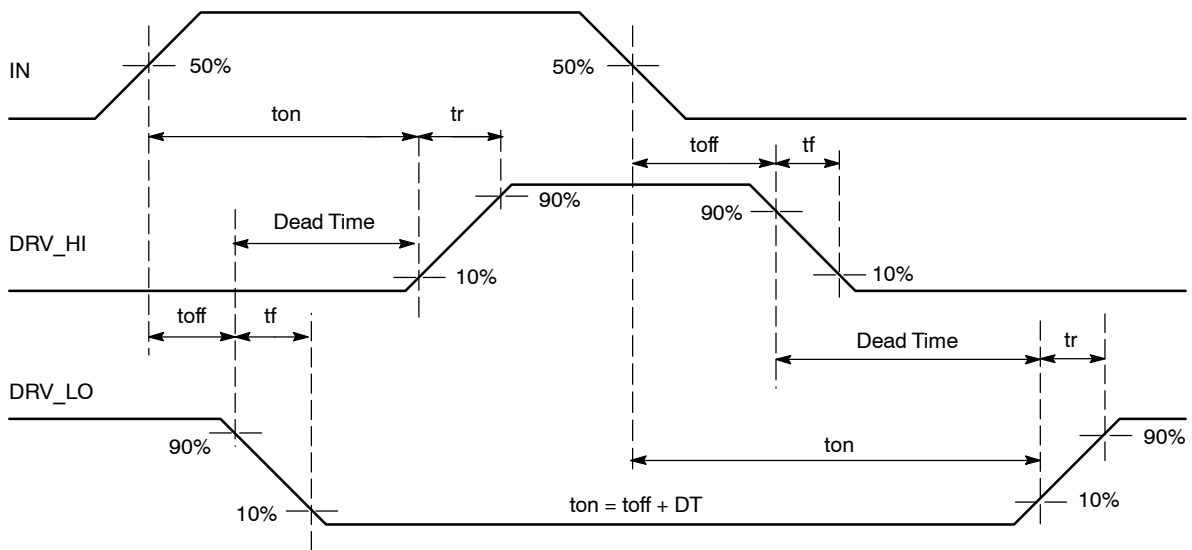 IN
50%
50%
ton
tr
toff
tf
DRV_HI
Dead Time
90%
90%
10%
10%
toff
tf
Dead Time
tr
DRV_LO
90%
90%
ton
10%
10%
ton = toff + DT